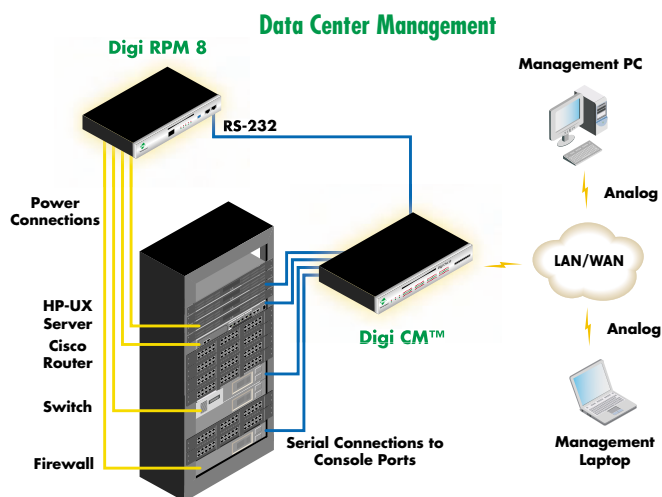 Data Center Management
Digi RPM 8
Management PC
RS-232
Power
Connections
Analog
LAN/WAN
HP-UX
Server
Cisco
Router
Digi CM™
Analog
Switch
Serial Connections to
Console Ports
Management
Laptop
Firewall